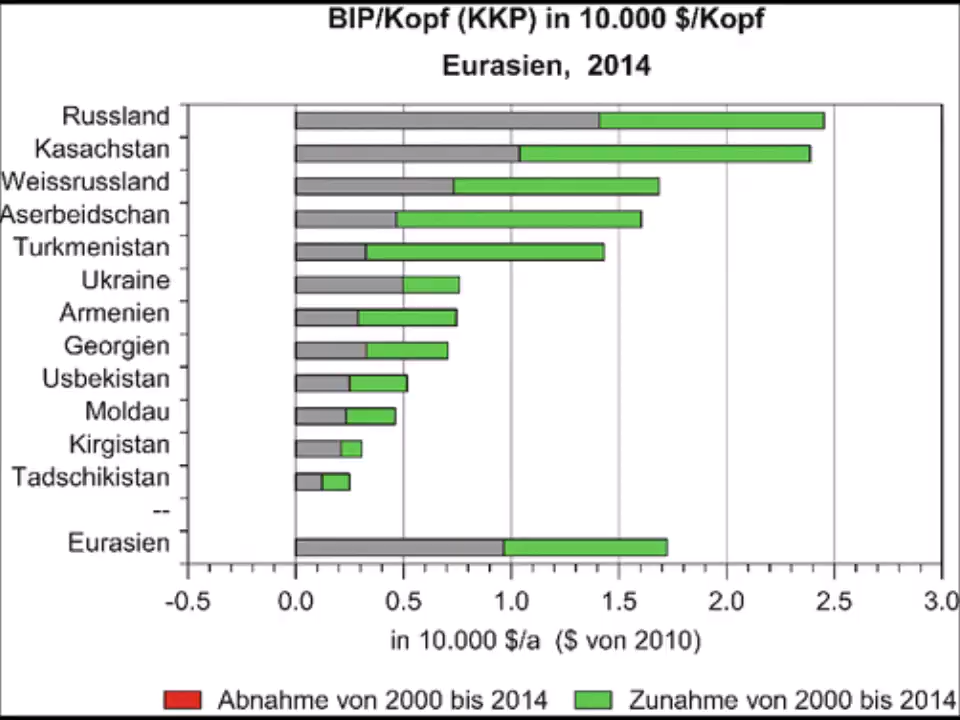 BIP/Kopf (KKP) in 10.000 $/Kopf
Eurasien, 2014
Russland
Kasachstan
Weissrussland
Aserbeidschan
Turkmenistan
Ukraine
Armenien
Georgien
Usbekistan
Moldau
Kirgistan
Tadschikistan
--
Eurasien
-0.5 0.0 0.5 1.0 1.5 2.0 2.5 3.0
in 10.000 $/a ($ von 2010)
Abnahme von 2000 bis 2014 Zunahme von 2000 bis 2014